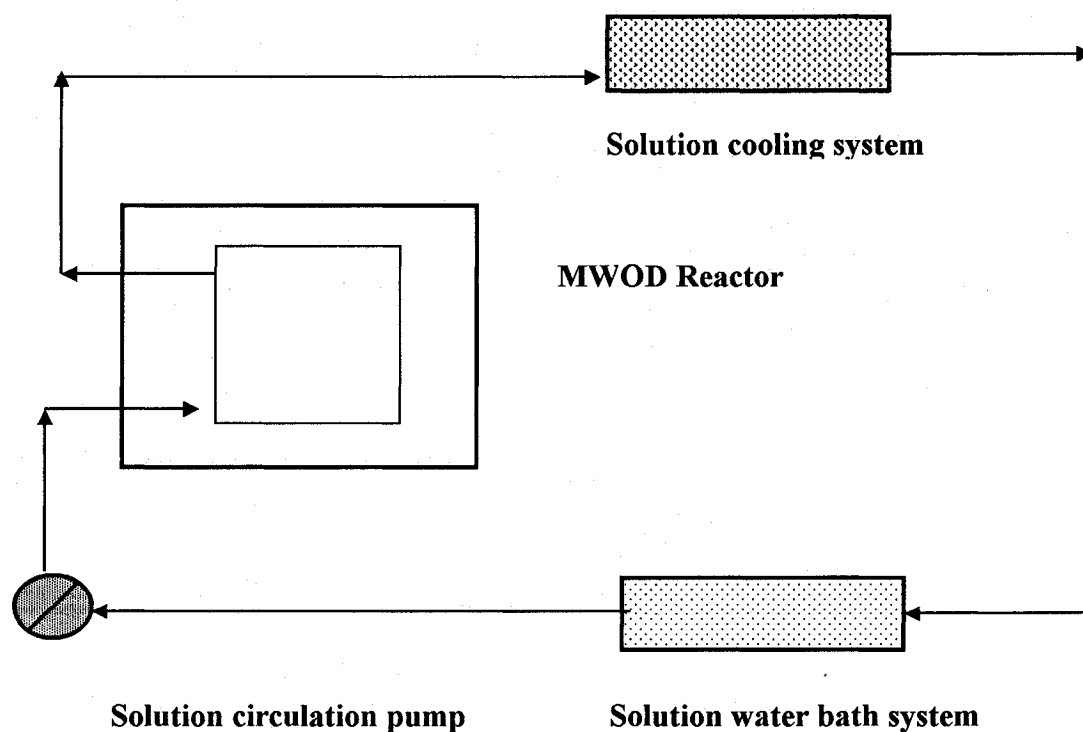 Solution cooling system
MWOD Reactor
Solution circulation pump
Solution water bath system